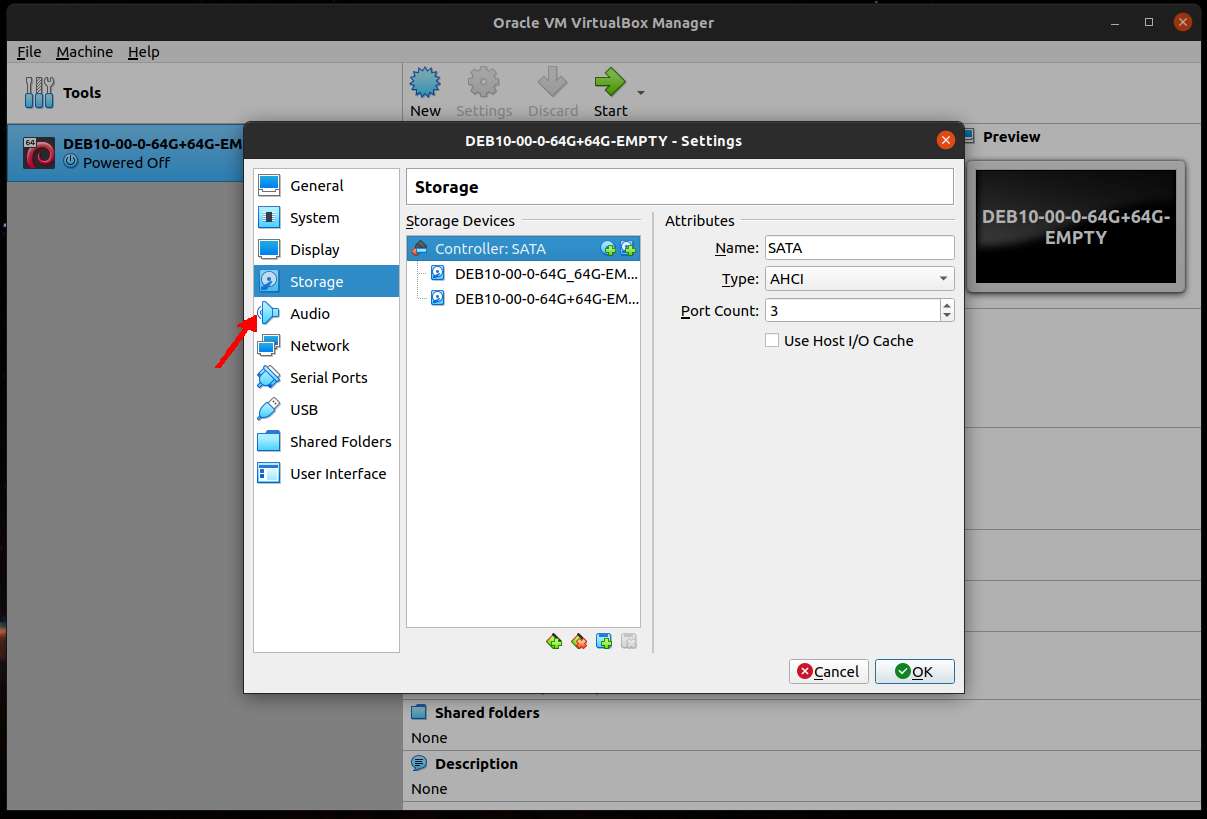 Oracle VM VirtualBox Manager
File Machine Help
Tools
New Settings Discard Start
64
DEB10-00-0-64G+64G-EM
Powered Off
Preview
DEB10-00-0-64G+64G-
EMPTY
DEB10-00-0-64G+64G-EMPTY - Settings
General
System
Display
Storage
Audio
Network
Serial Ports
USB
Shared Folders
User Interface
Storage
Storage Devices
Controller: SATA
DEB10-00-0-64G_64G-EM...
DEB10-00-0-64G+64G-EM...
Attributes
Name: SATA
Type: AHCI
Port Count: 3
Use Host I/O Cache
Cancel OK
Shared folders
None
Description
None